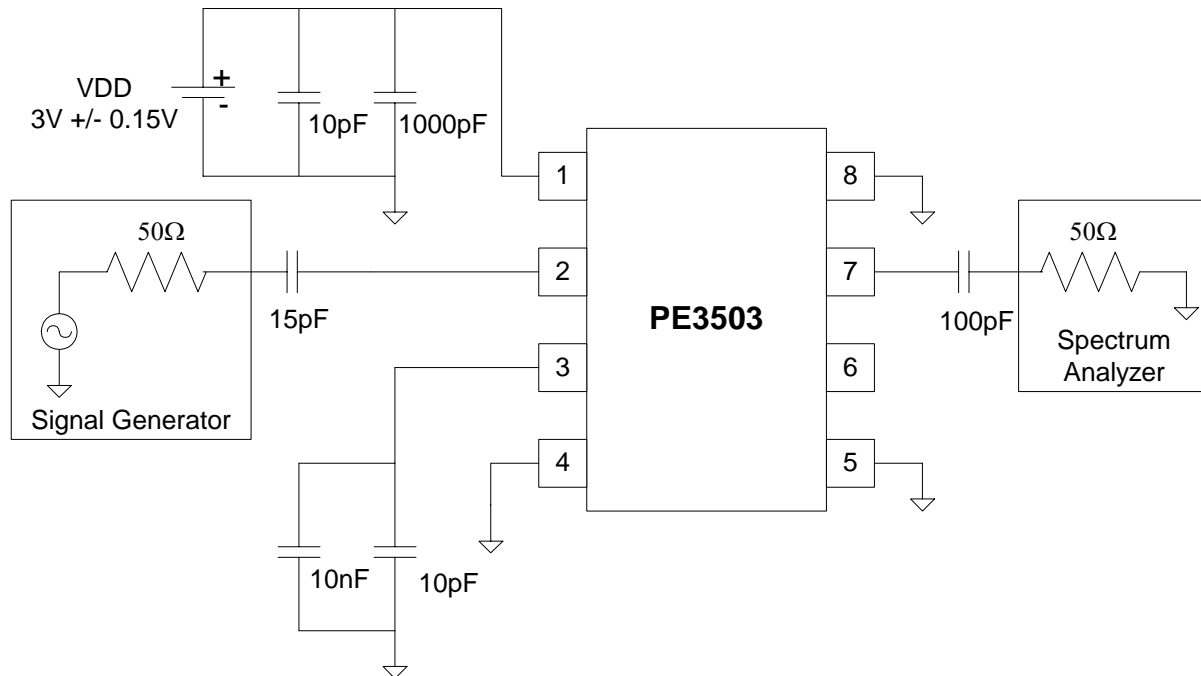 VDD
3V +/- 0.15V
+
-
10pF
1000pF
1
8
50Ω
50Ω
2
7
15pF
PE3503
100pF
3
6
Spectrum
Analyzer
Signal Generator
4
5
10nF
10pF